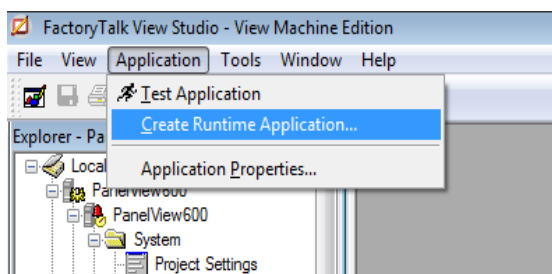 FactoryTalk View Studio - View Machine Edition
File View Application Tools Window Help
Test Application
Create Runtime Application...
Explorer - Pa
Local
Application Properties...
PanelView600
PanelView600
System
Project Settings